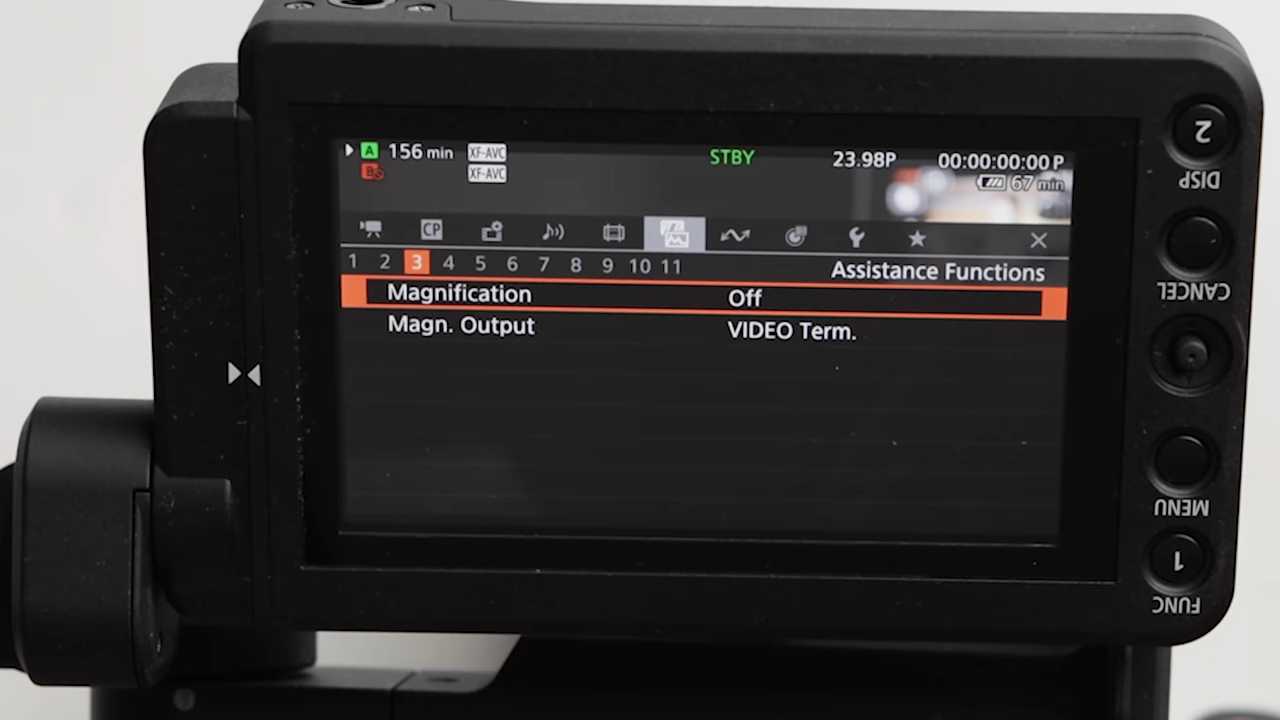 A 156 min XF-AVC STBY 23.98P 00:00:00:00 P
B XF-AVC 67 min
CP
1 2 3 4 5 6 7 8 9 10 11 Assistance Functions
Magnification Off
Magn. Output VIDEO Term.
2
DISP
CANCEL
MENU
1
FUNC